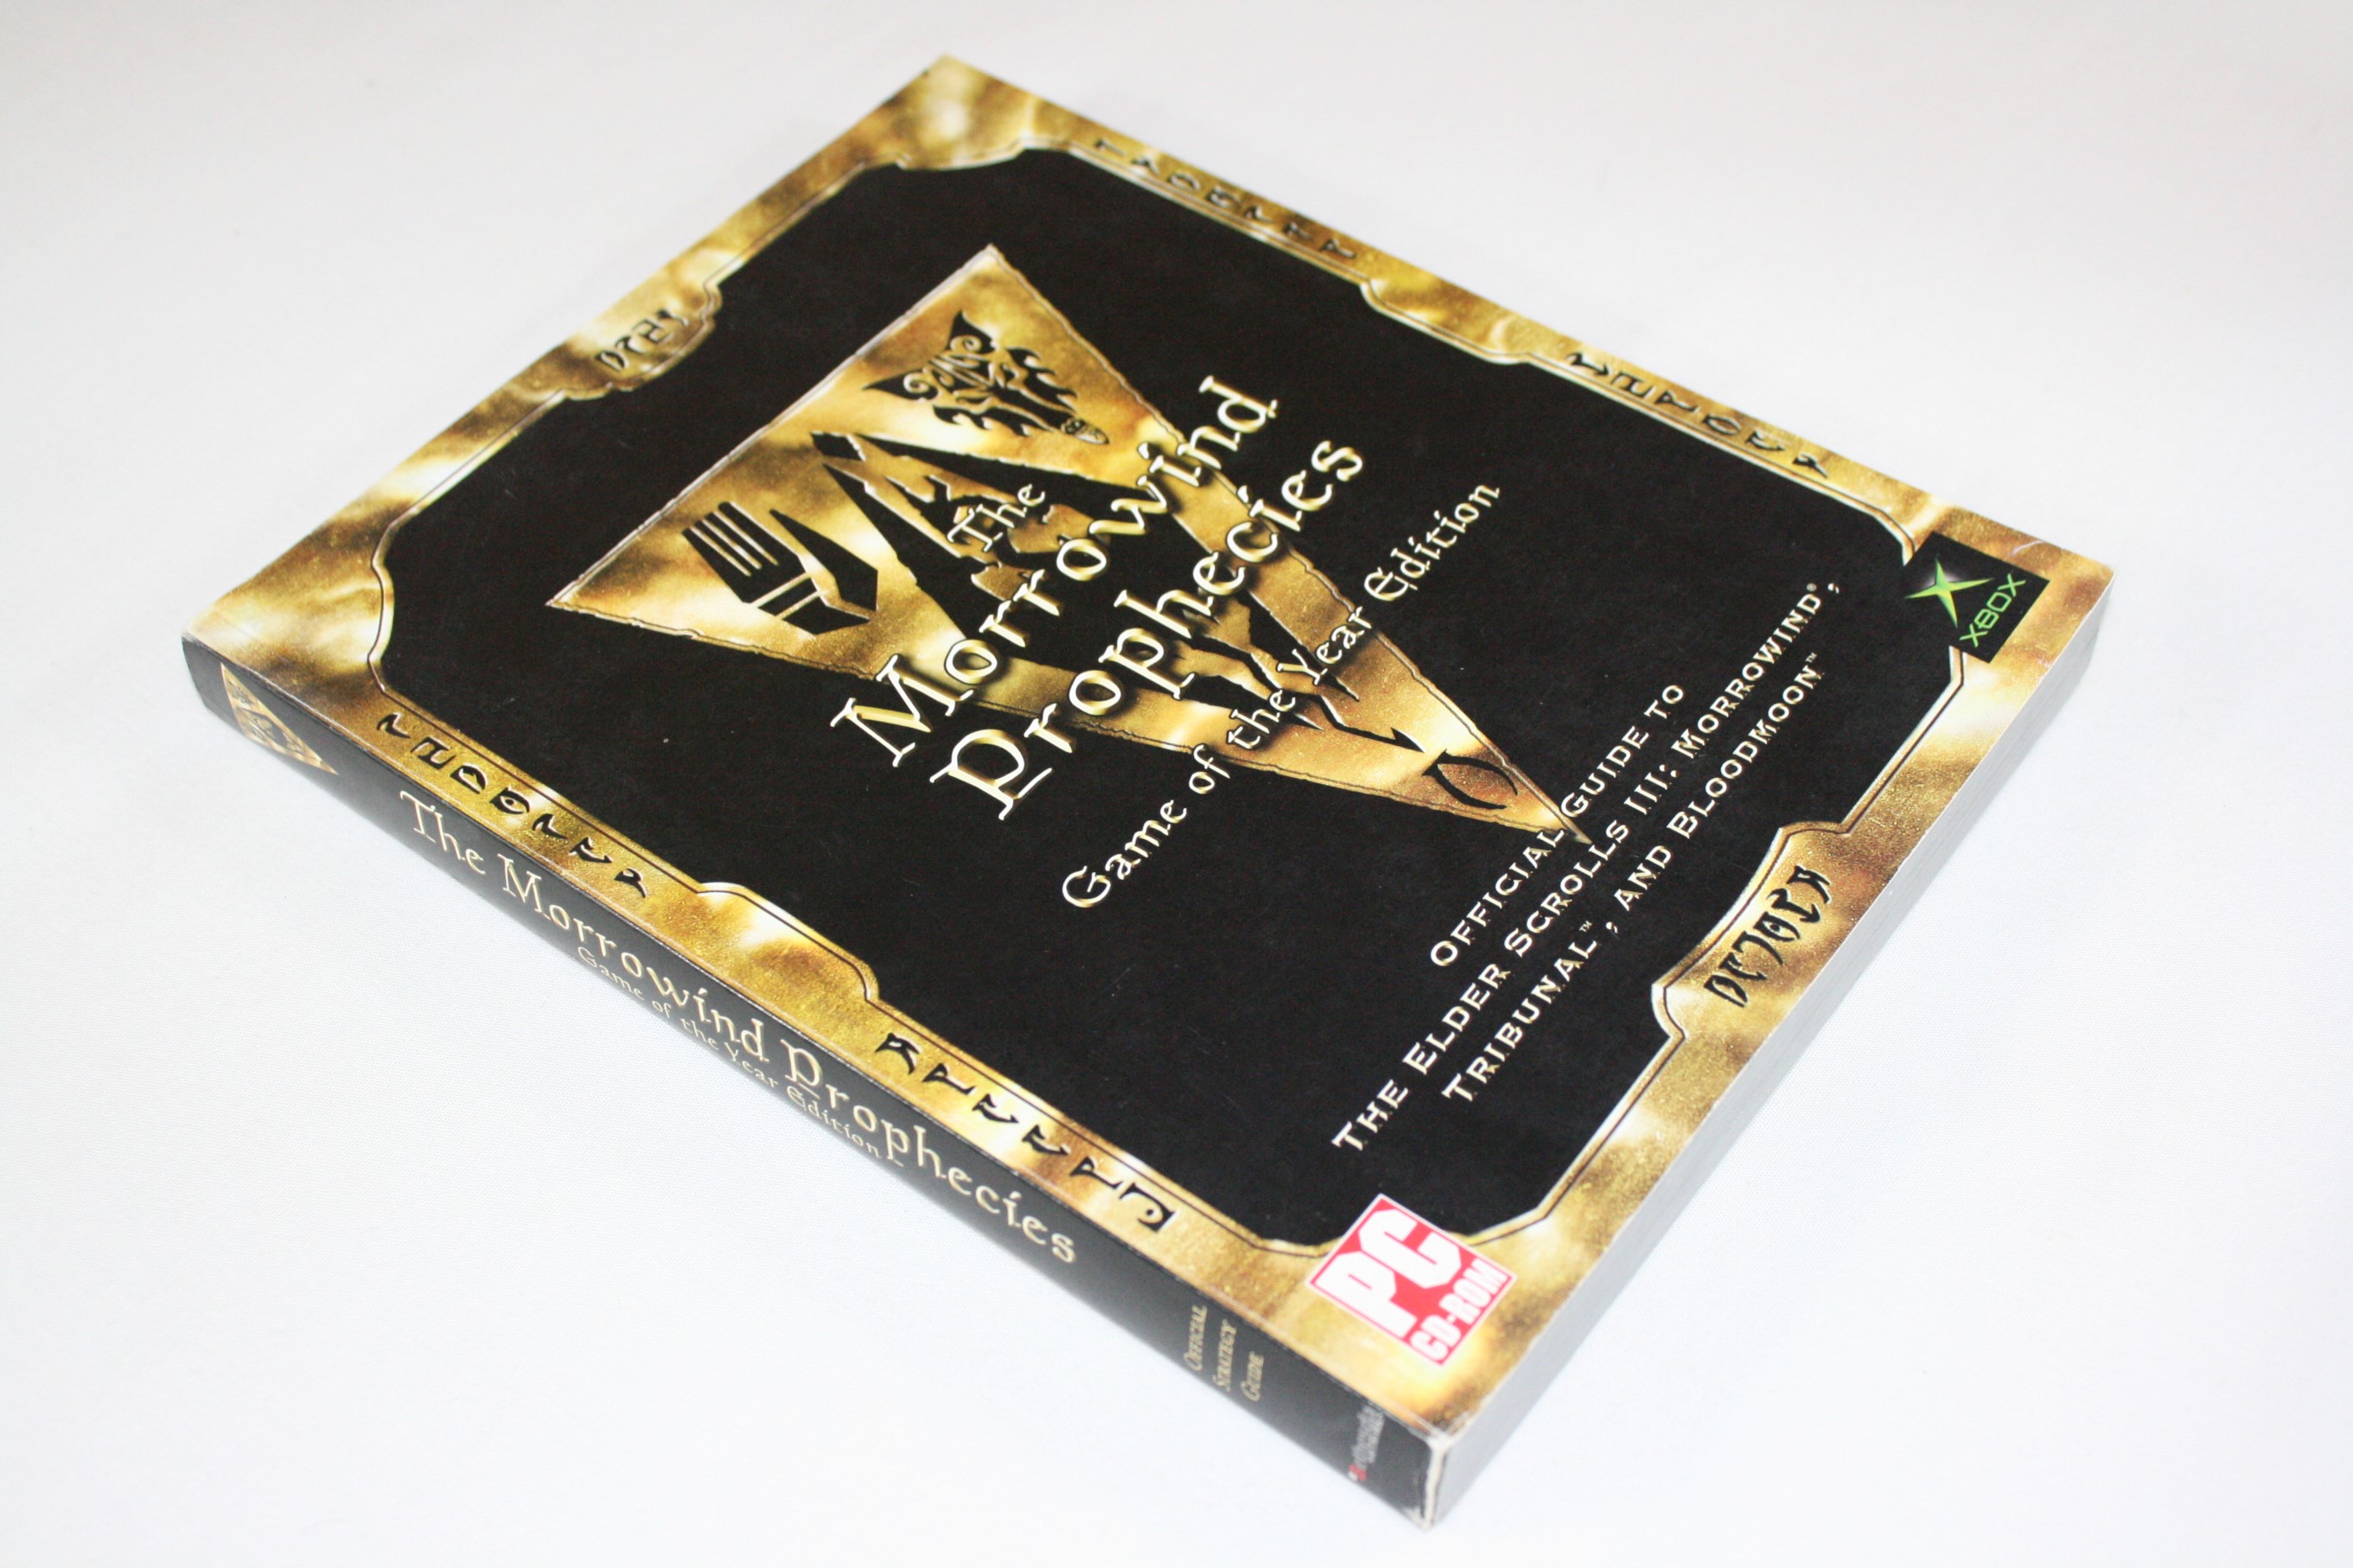 The
Morrowind
Prophecies
Game of the Year Edition
Official Guide to
The Elder Scrolls III: Morrowind®;
Tribunal™; and Bloodmoon™
XBOX
PC
CD-ROM
The Morrowind Prophecies
Game of the Year Edition
Official
Strategy
Guide